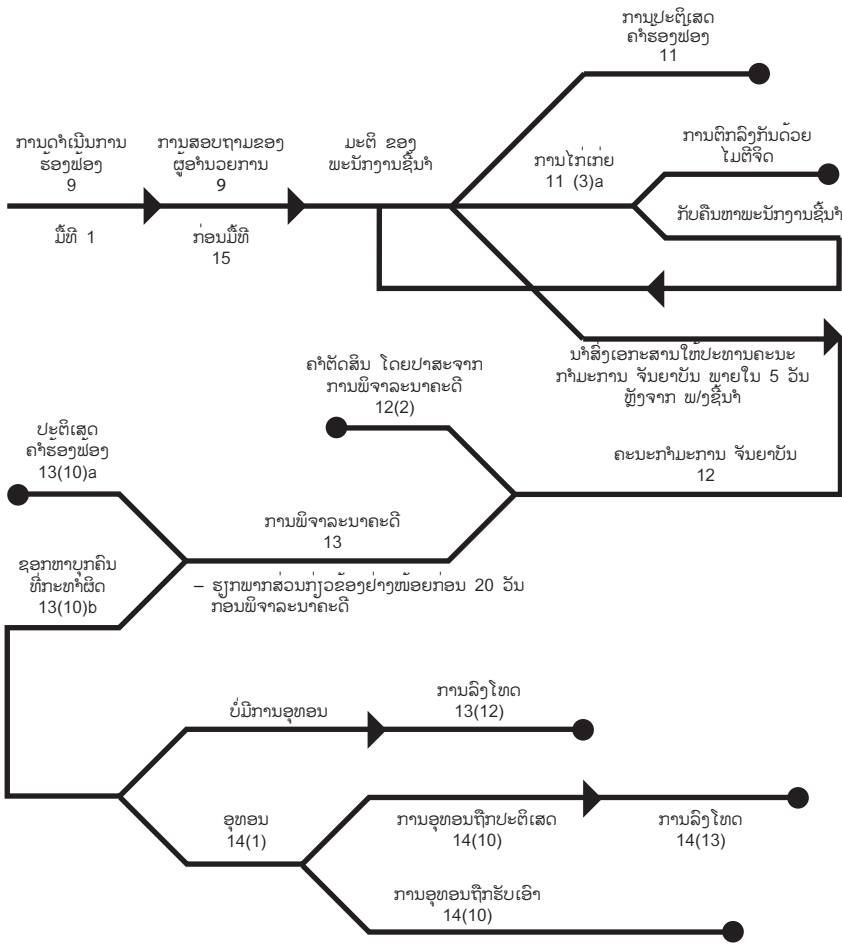 ການປະຕິເສດ
ຄຳຮ້ອງຟ້ອງ
11
ການດຳເນີນການ
ຮ້ອງຟ້ອງ
9
ການສອບຖາມຂອງ
ຜູ້ອຳນວຍການ
9
ມະຕິ ຂອງ
ພະນັກງານຊີ້ນຳ
ການໄກ່ເກ່ຍ
11 (3)a
ການຕົກລົງກັນດ້ວຍ
ໄມຕີຈິດ
ກັບຄືນຫາພະນັກງານຊີ້ນຳ
ມື້ທີ 1
ກ່ອນມື້ທີ
15
ນຳສົ່ງເອກະສານໃຫ້ປະທານຄະນະ
ກຳມະການ ຈັນຍາບັນ ພາຍໃນ 5 ວັນ
ຫຼັງຈາກ ພ/ງຊີ້ນຳ
ຄຳຕັດສິນ ໂດຍປາສະຈາກ
ການພິຈາລະນາຄະດີ
12(2)
ປະຕິເສດ
ຄຳຮ້ອງຟ້ອງ
13(10)a
ຄະນະກຳມະການ ຈັນຍາບັນ
12
ການພິຈາລະນາຄະດີ
13
ຊອກຫາບຸກຄົນ
ທີ່ກະທຳຜິດ
13(10)b
– ຮຽກພາກສ່ວນກ່ຽວຂ້ອງຢ່າງໜ້ອຍກ່ອນ 20 ວັນ
ກອນພິຈາລະນາຄະດີ
ບໍ່ມີການອຸທອນ
ການລົງໂທດ
13(12)
ອຸທອນ
14(1)
ການອຸທອນຖືກປະຕິເສດ
14(10)
ການລົງໂທດ
14(13)
ການອຸທອນຖືກຮັບເອົາ
14(10)